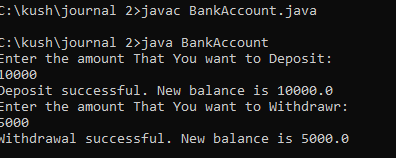 C:\kush\journal 2>javac BankAccount.java
C:\kush\journal 2>java BankAccount
Enter the amount That You want to Deposit:
10000
Deposit successful. New balance is 10000.0
Enter the amount That You want to Withdrawr:
5000
Withdrawal successful. New balance is 5000.0